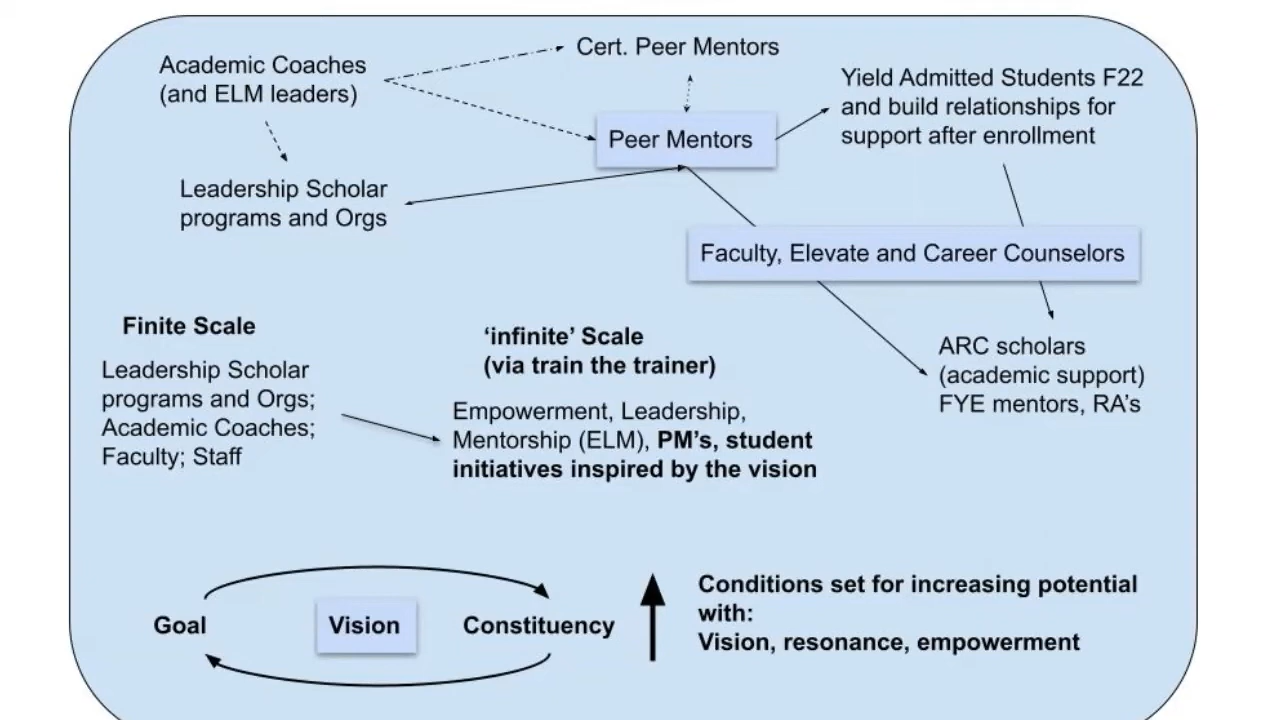 Academic Coaches
(and ELM leaders)
Cert. Peer Mentors
Peer Mentors
Yield Admitted Students F22
and build relationships for
support after enrollment
Leadership Scholar
programs and Orgs
Faculty, Elevate and Career Counselors
ARC scholars
(academic support)
FYE mentors, RA’s
Finite Scale
Leadership Scholar
programs and Orgs;
Academic Coaches;
Faculty; Staff
‘infinite’ Scale
(via train the trainer)
Empowerment, Leadership,
Mentorship (ELM), PM’s, student
initiatives inspired by the vision
Goal
Vision
Constituency
Conditions set for increasing potential
with:
Vision, resonance, empowerment